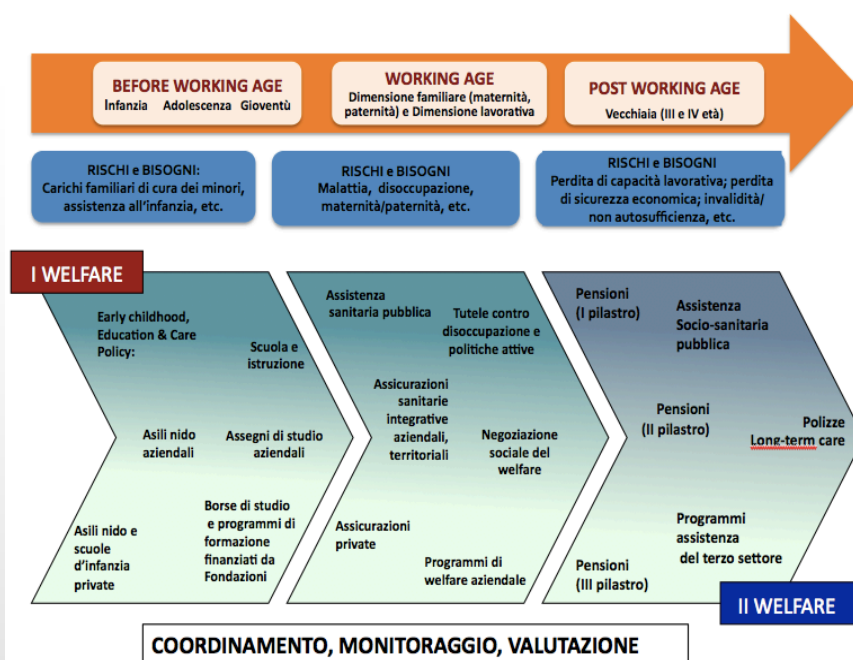 BEFORE WORKING AGE
Infanzia Adolescenza Gioventù
WORKING AGE
Dimensione familiare (maternità,
paternità) e Dimensione lavorativa
POST WORKING AGE
Vecchiaia (III e IV età)
RISCHI e BISOGNI:
Carichi familiari di cura dei minori,
assistenza all'infanzia, etc.
RISCHI e BISOGNI
Malattia, disoccupazione,
maternità/paternità, etc.
RISCHI e BISOGNI
Perdita di capacità lavorativa; perdita
di sicurezza economica; invalidità/
non autosufficienza, etc.
I WELFARE
Early childhood,
Education & Care
Policy:
Scuola e
istruzione
Asili nido
aziendali
Assegni di studio
aziendali
Asili nido e
scuole
d'infanzia
private
Borse di studio
e programmi di
formazione
finanziati da
Fondazioni
Assistenza
sanitaria pubblica
Tutele contro
disoccupazione e
politiche attive
Assicurazioni
sanitarie
integrative
aziendali,
territoriali
Negoziazione
sociale del
welfare
Assicurazioni
private
Programmi di
welfare aziendale
Pensioni
(I pilastro)
Assistenza
Socio-sanitaria
pubblica
Pensioni
(II pilastro)
Polizze
Long-term care
Programmi
assistenza
del terzo settore
Pensioni
(III pilastro)
II WELFARE
COORDINAMENTO, MONITORAGGIO, VALUTAZIONE